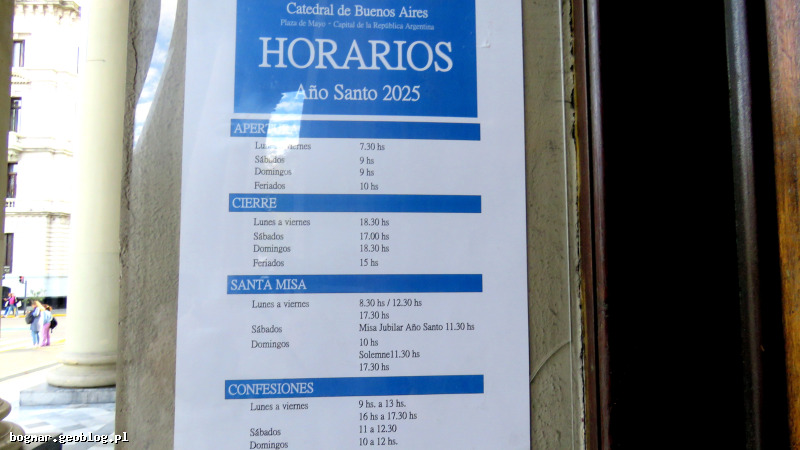 Catedral de Buenos Aires
Plaza de Mayo - Capital de la República Argentina
HORARIOS
Año Santo 2025
APERTURA
Lunes a viernes 7.30 hs
Sábados 9 hs
Domingos 9 hs
Feriados 10 hs
CIERRE
Lunes a viernes 18.30 hs
Sábados 17.00 hs
Domingos 18.30 hs
Feriados 15 hs
SANTA MISA
Lunes a viernes 8.30 hs / 12.30 hs
17.30 hs
Sábados Misa Jubilar Año Santo 11.30 hs
Domingos 10 hs
Solemne11.30 hs
17.30 hs
CONFESIONES
Lunes a viernes 9 hs. a 13 hs.
16 hs a 17.30 hs
Sábados 11 a 12.30
Domingos 10 a 12 hs.
bogmar.geoblog.pl